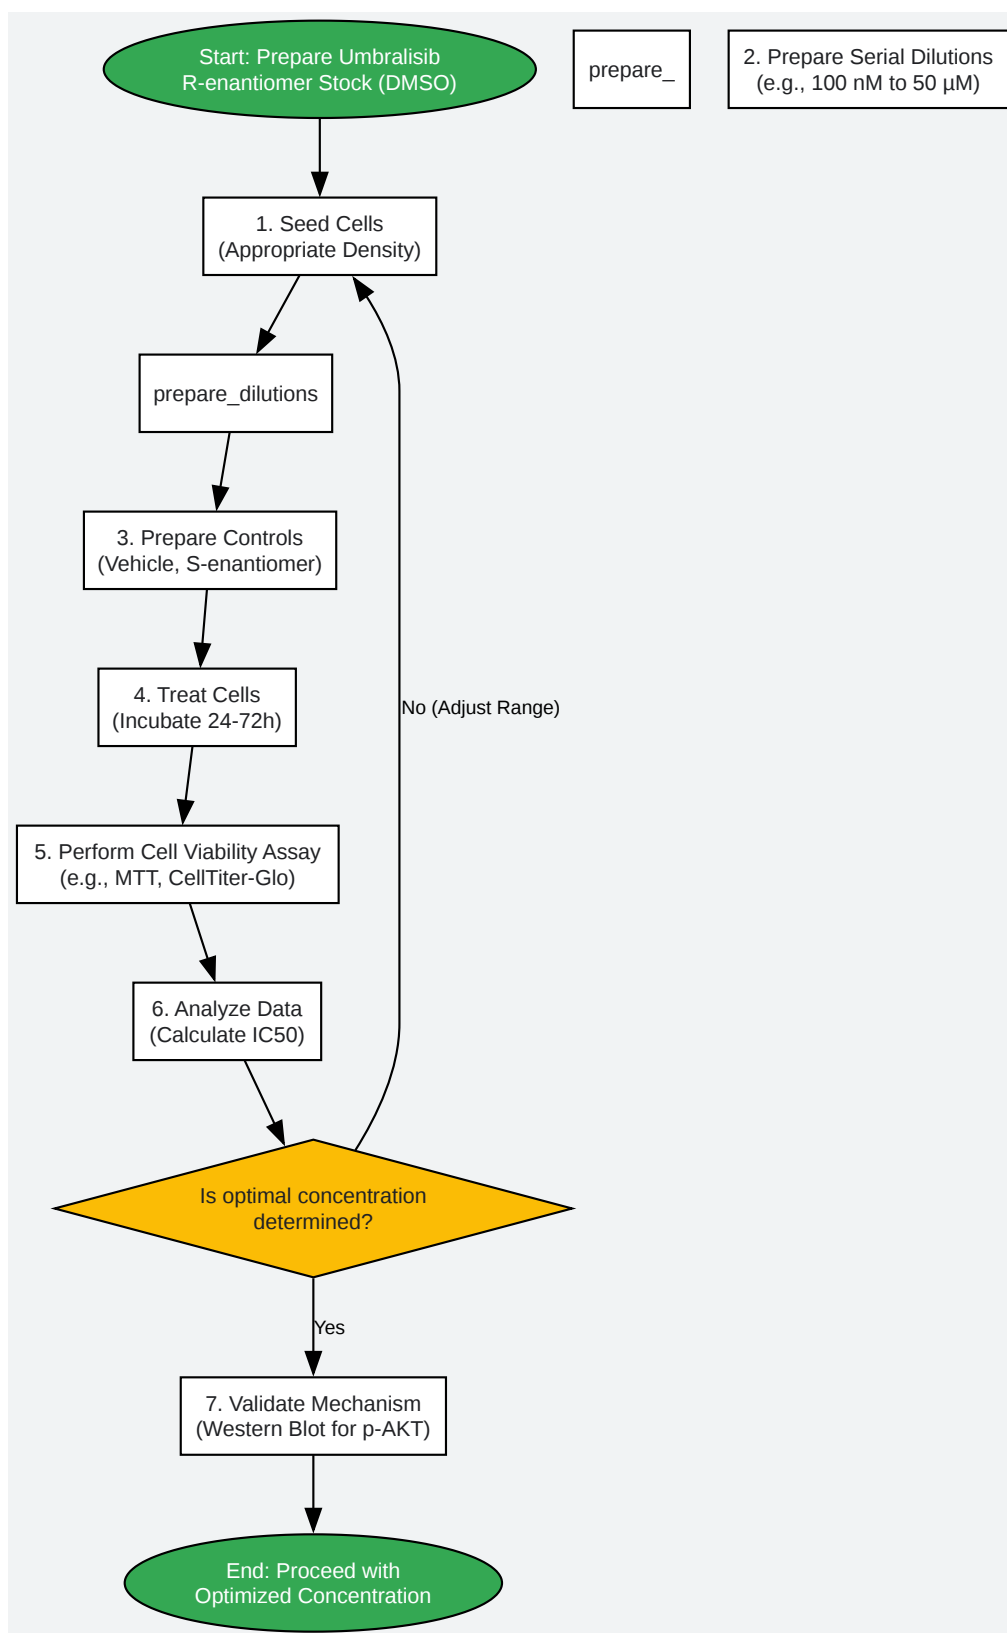 Start: Prepare Umbralisib
R-enantiomer Stock (DMSO)
prepare_
2. Prepare Serial Dilutions
(e.g., 100 nM to 50 µM)
1. Seed Cells
(Appropriate Density)
prepare_dilutions
3. Prepare Controls
(Vehicle, S-enantiomer)
4. Treat Cells
(Incubate 24-72h)
No (Adjust Range)
5. Perform Cell Viability Assay
(e.g., MTT, CellTiter-Glo)
6. Analyze Data
(Calculate IC50)
Is optimal concentration
determined?
Yes
7. Validate Mechanism
(Western Blot for p-AKT)
End: Proceed with
Optimized Concentration